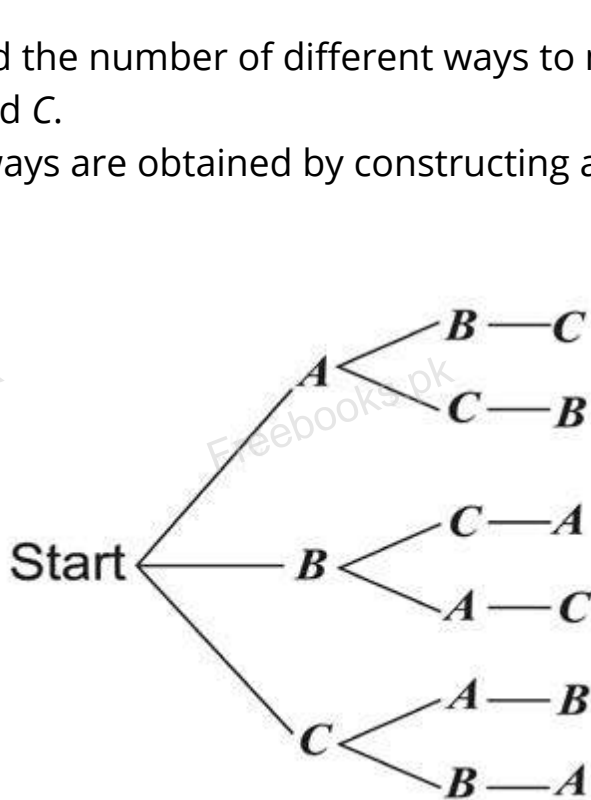 d the number of different ways to
d C.
ays are obtained by constructing a
B — C
A
C — B
Freebooks.pk
C — A
Start B
A — C
A — B
C
B — A